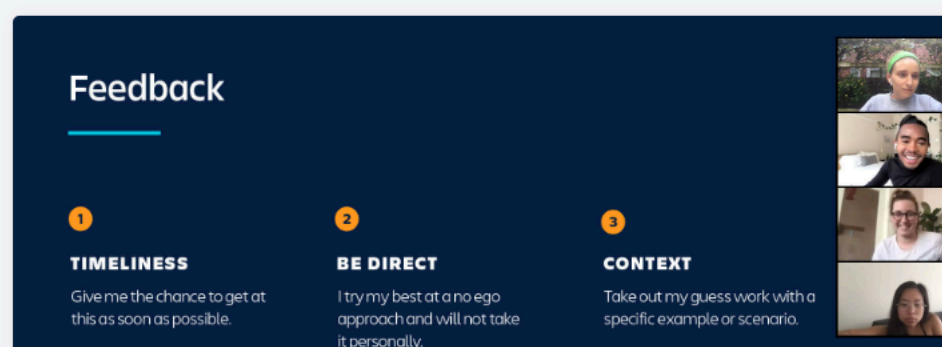 Feedback
1
TIMELINESS
Give me the chance to get at
this as soon as possible.
2
BE DIRECT
I try my best at a no ego
approach and will not take
it personally.
3
CONTEXT
Take out my guess work with a
specific example or scenario.